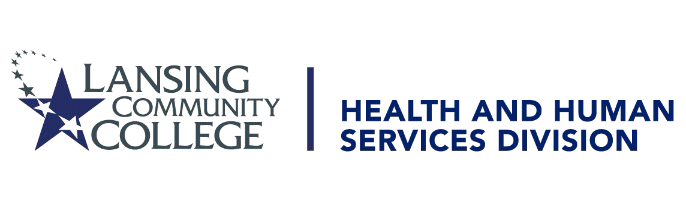 LANSING
COMMUNITY
COLLEGE
HEALTH AND HUMAN
SERVICES DIVISION